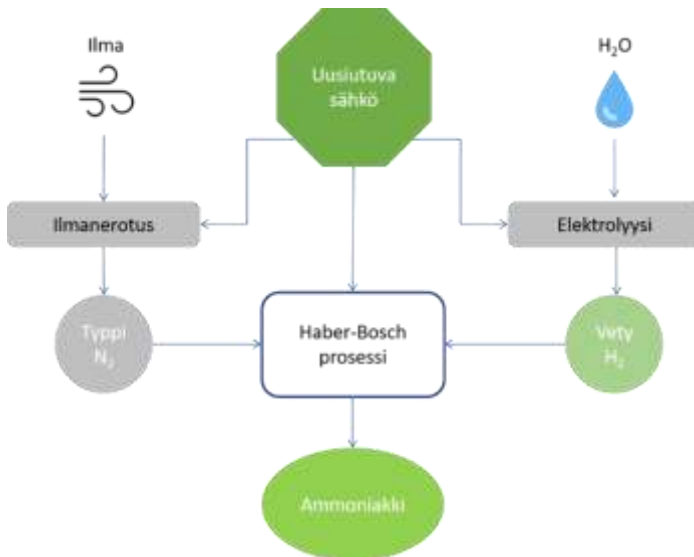 Ilma
Uusiutuva
sähkö
H₂O
Ilmanerotus
Elektrolyysi
Typpi
N₂
Haber-Bosch
prosessi
Vety
H₂
Ammoniakki